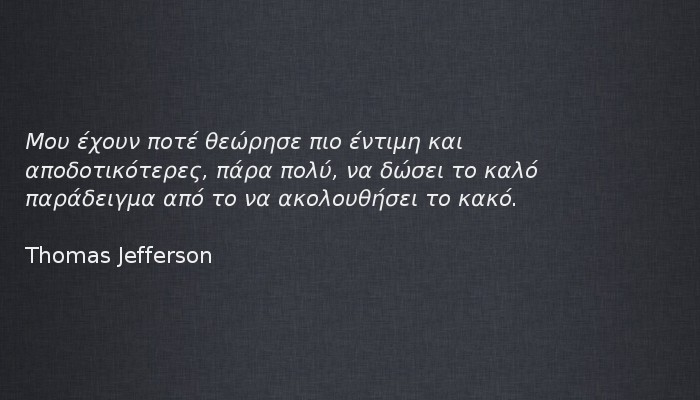 Μου έχουν ποτέ θεώρησε πιο έντιμη και
αποδοτικότερες, πάρα πολύ, να δώσει το καλό
παράδειγμα από το να ακολουθήσει το κακό.
Thomas Jefferson